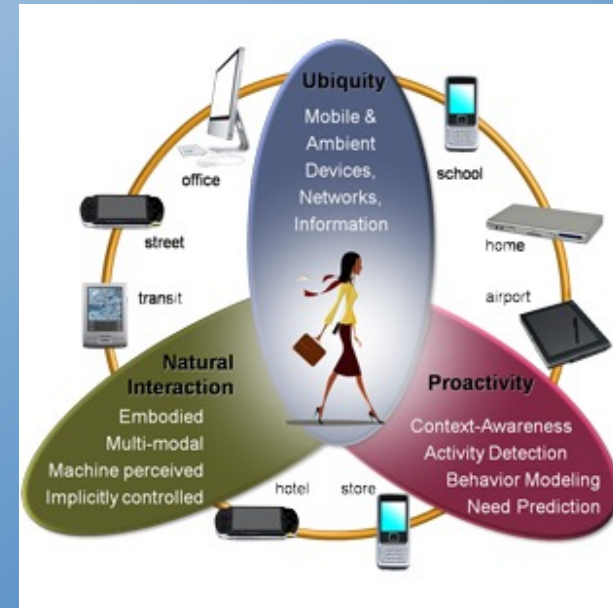 Ubiquity
Mobile &
Ambient
Devices,
Networks,
Information
office
school
street
home
transit
airport
Natural
Interaction
Embodied
Multi-modal
Machine perceived
Implicitly controlled
Proactivity
Context-Awareness
Activity Detection
Behavior Modeling
Need Prediction
hotel
store